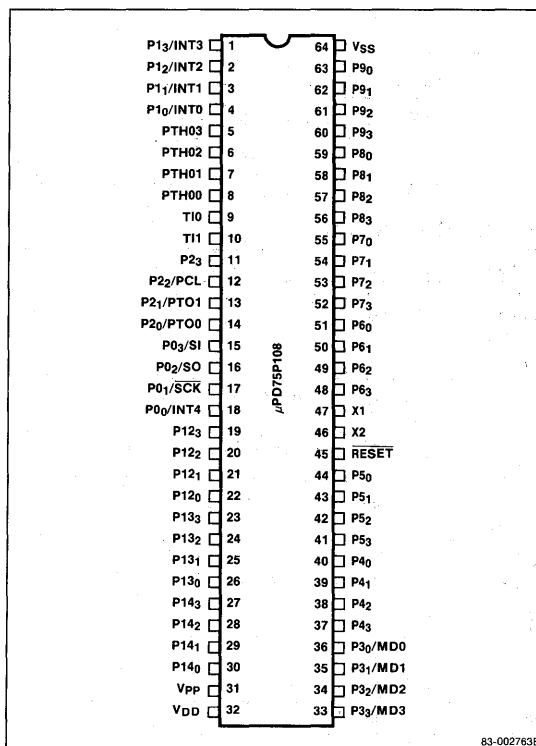 P1₃/INT3 1 64 VSS
P1₂/INT2 2 63 P9₀
P1₁/INT1 3 62 P9₁
P1₀/INT0 4 61 P9₂
PTH03 5 60 P9₃
PTH02 6 59 P8₀
PTH01 7 58 P8₁
PTH00 8 57 P8₂
TI0 9 56 P8₃
TI1 10 55 P7₀
P2₃ 11 54 P7₁
P2₂/PCL 12 53 P7₂
P2₁/PTO1 13 52 P7₃
P2₀/PTO0 14 51 P6₀
P0₃/SI 15 50 P6₁
P0₂/SO 16 49 P6₂
P0₁/S̅C̅K̅ 17 48 P6₃
P0₀/INT4 18 47 X1
P12₃ 19 46 X2
P12₂ 20 45 R̅E̅S̅E̅T̅
P12₁ 21 44 P5₀
P12₀ 22 43 P5₁
P13₃ 23 42 P5₂
P13₂ 24 41 P5₃
P13₁ 25 40 P4₀
P13₀ 26 39 P4₁
P14₃ 27 38 P4₂
P14₂ 28 37 P4₃
P14₁ 29 36 P3₀/MD0
P14₀ 30 35 P3₁/MD1
VPP 31 34 P3₂/MD2
VDD 32 33 P3₃/MD3
μPD75P108
83-002763B